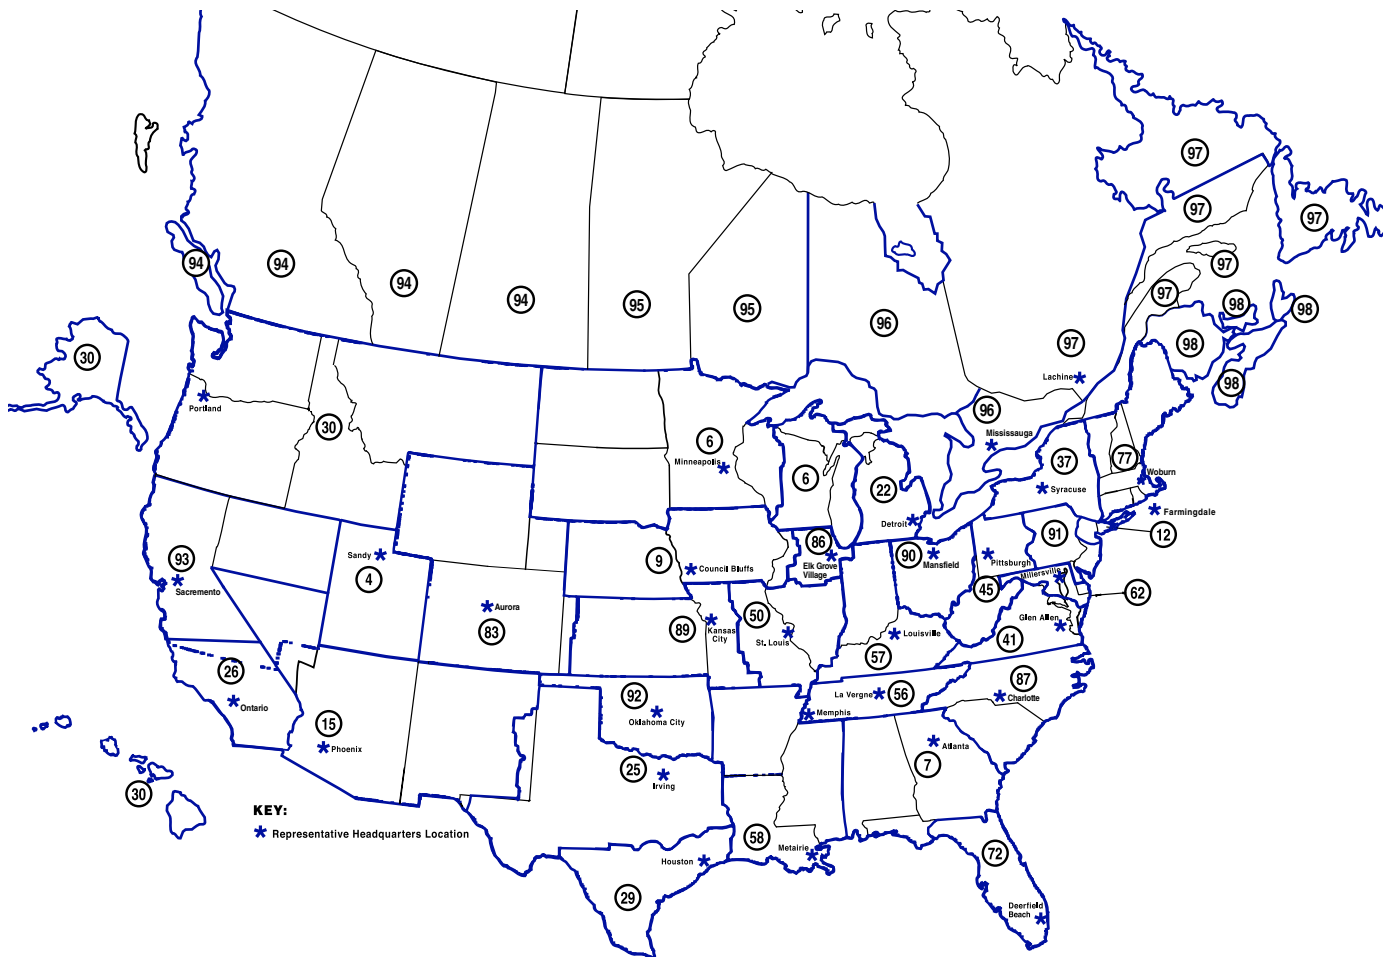 97
97
97
97
94
94
94
94
95
95
96
97
98
98
97
98
98
30
Lachine
Portland
30
96
Mississauga
6
Minneapolis
6
22
37
77
Woburn
Syracuse
Farmingdale
Detroit
12
93
Sandy
4
Sacremento
9
Council Bluffs
86
Elk Grove
Village
90
Mansfield
Pittsburgh
91
Millersville
45
62
Aurora
83
89
Kansas
City
50
St. Louis
Louisville
57
Glen Allen
41
26
Ontario
15
Phoenix
92
Oklahoma City
La Vergne
56
Memphis
87
Charlotte
25
Irving
Atlanta
7
30
KEY:
Representative Headquarters Location
58
Metairie
Houston
29
72
Deerfield
Beach